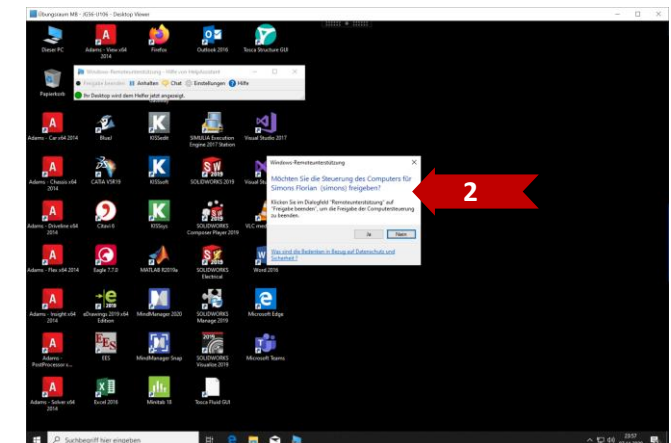 Übungsraum MB - JG56-U106 - Desktop Viewer
Dieser PC
Adams - View x64 2014
Firefox
Outlook 2016
Tosca Structure GUI
Windows-Remoteunterstützung - Hilfe von HelpAssistant
Freigabe beenden Anhalten Chat Einstellungen Hilfe
Ihr Desktop wird dem Helfer jetzt angezeigt.
Papierkorb
Adams - Car x64 2014
BlueJ
KISSedit
SIMULIA Execution Engine 2017 Station
Visual Studio 2017
Windows-Remoteunterstützung
Möchten Sie die Steuerung des Computers für
Simons Florian (simons) freigeben?
Klicken Sie im Dialogfeld "Remoteunterstützung" auf
"Freigabe beenden", um die Freigabe der Computersteuerung
zu beenden.
Ja Nein
Was sind die Bedenken in Bezug auf Datenschutz und
Sicherheit?
2
Adams - Chassis x64 2014
CATIA V5R19
KISSsoft
SOLIDWORKS 2019
Adams - Driveline x64 2014
Citavi 6
KISSsys
SOLIDWORKS Composer Player 2019
Adams - Flex x64 2014
Eagle 7.7.0
MATLAB R2019a
SOLIDWORKS Electrical
Word 2016
Adams - Insight x64 2014
eDrawings 2019 x64 Edition
MindManager 2020
SOLIDWORKS Manage 2019
Microsoft Edge
Adams - PostProcessor x...
EES
MindManager Snap
SOLIDWORKS Visualize 2019
Microsoft Teams
Adams - Solver x64 2014
Excel 2016
Minitab 18
Tosca Fluid GUI
Suchbegriff hier eingeben